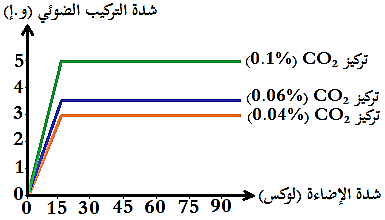 شدة التركيب الضوئي (و.إ)
5
4
3
2
1
0
تركيز CO₂ (0.1%)
تركيز CO₂ (0.06%)
تركيز CO₂ (0.04%)
0 15 30 45 60 75 90
شدة الإضاءة (لوكس)